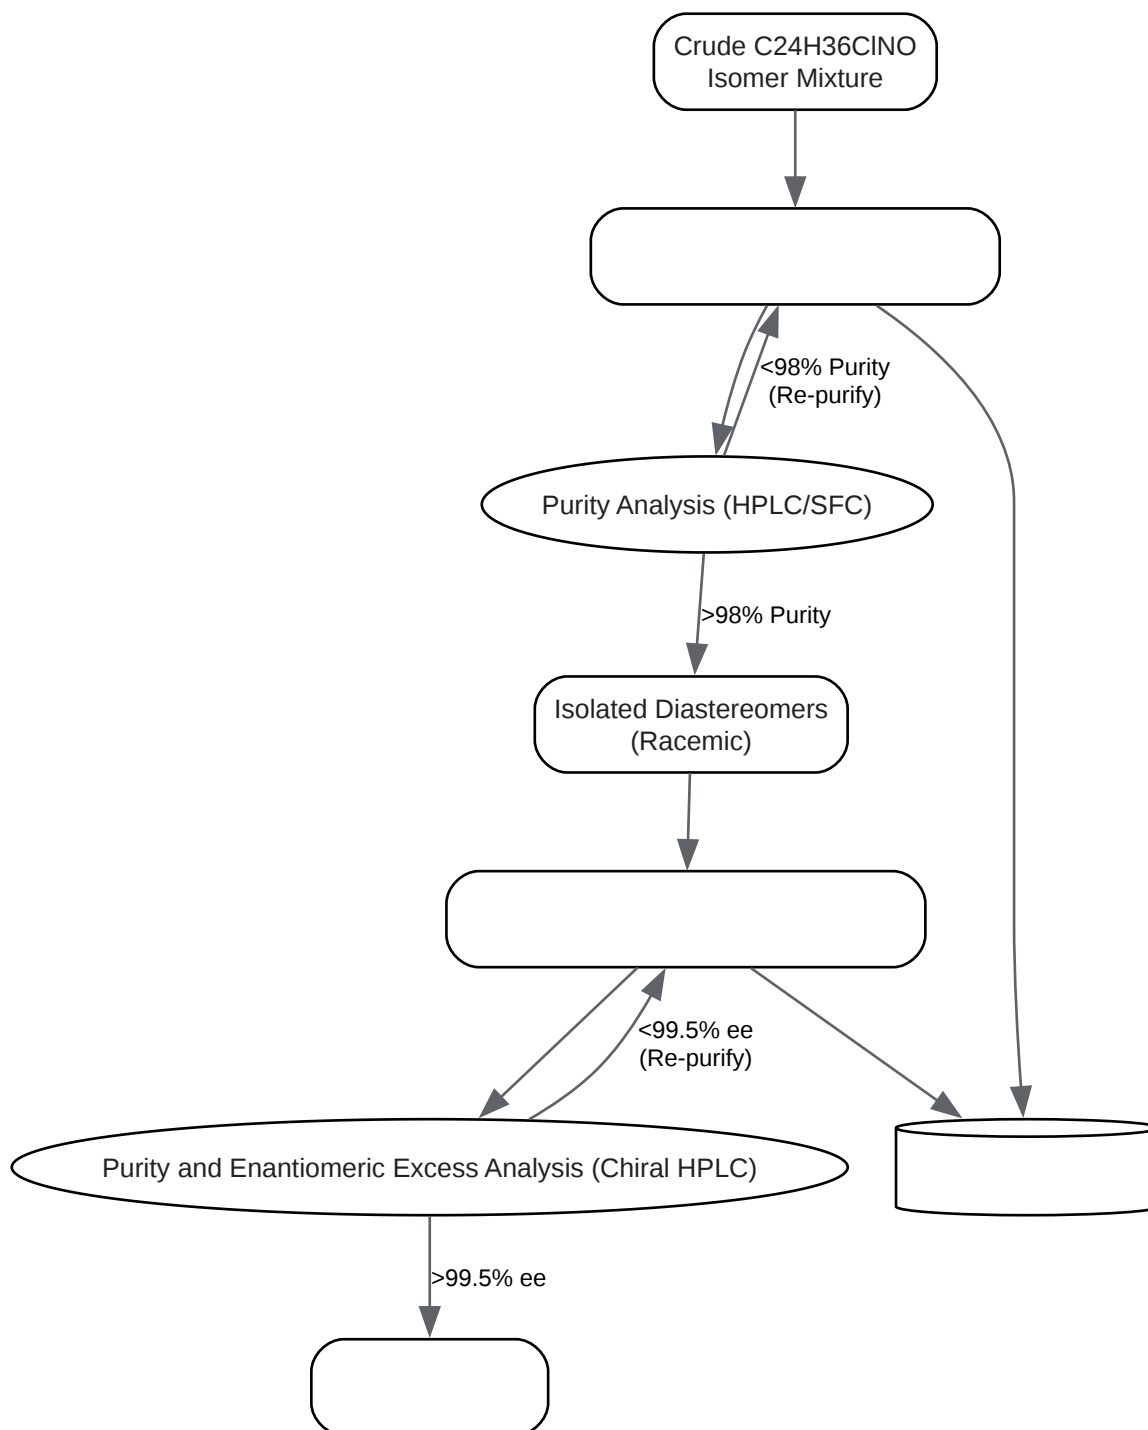 Crude C24H36ClNO
Isomer Mixture
<98% Purity
(Re-purify)
Purity Analysis (HPLC/SFC)
>98% Purity
Isolated Diastereomers
(Racemic)
<99.5% ee
(Re-purify)
Purity and Enantiomeric Excess Analysis (Chiral HPLC)
>99.5% ee